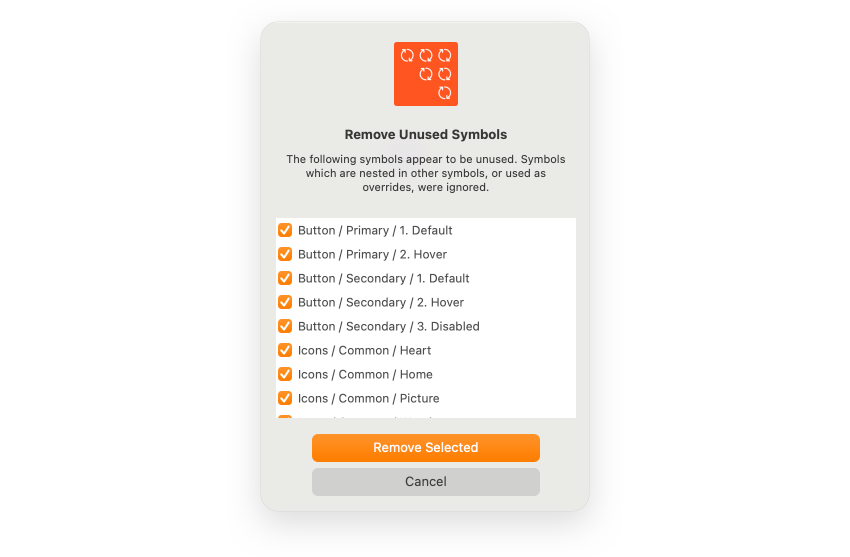 Remove Unused Symbols
The following symbols appear to be unused. Symbols
which are nested in other symbols, or used as
overrides, were ignored.
Button / Primary / 1. Default
Button / Primary / 2. Hover
Button / Secondary / 1. Default
Button / Secondary / 2. Hover
Button / Secondary / 3. Disabled
Icons / Common / Heart
Icons / Common / Home
Icons / Common / Picture
Remove Selected
Cancel